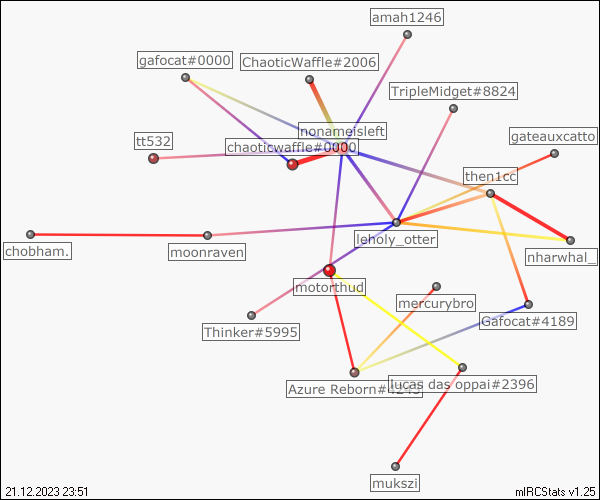 amah1246
gafocat#0000
ChaoticWaffle#2006
TripleMidget#8824
nonameisleft
gateauxcatto
tt532
chaoticwaffle#0000
then1cc
leholy_otter
chobham.
moonraven
nharwhal_
motorthud
mercurybro
Thinker#5995
Gafocat#4189
Azure Reborn#4245
lucas das oppai#2396
mukszi
21.12.2023 23:51
mIRCStats v1.25